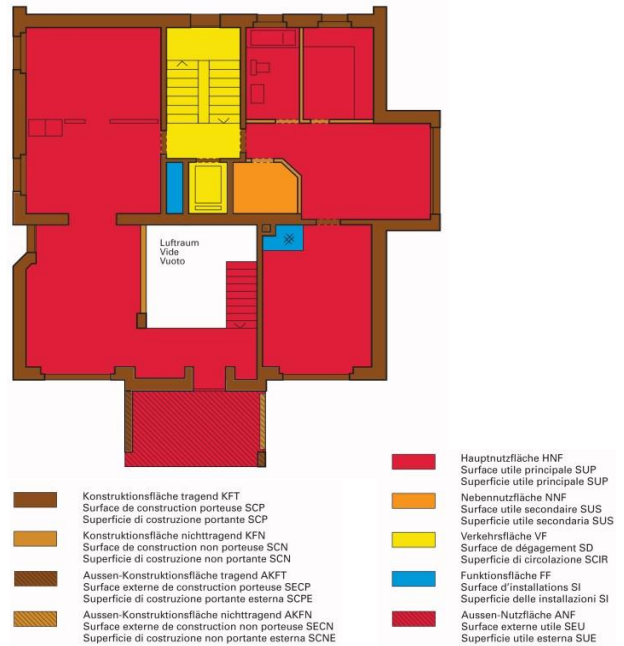 Luftraum
Vide
Vuoto
Konstruktionsfläche tragend KFT
Surface de construction porteuse SCP
Superficie di costruzione portante SCP
Konstruktionsfläche nichttragend KFN
Surface de construction non porteuse SCN
Superficie di costruzione non portante SCN
Aussen-Konstruktionsfläche tragend AKFT
Surface externe de construction porteuse SECP
Superficie di costruzione portante esterna SCPE
Aussen-Konstruktionsfläche nichttragend AKFN
Surface externe de construction non porteuse SECN
Superficie di costruzione non portante esterna SCNE
Hauptnutzfläche HNF
Surface utile principale SUP
Superficie utile principale SUP
Nebennutzfläche NNF
Surface utile secondaire SUS
Superficie utile secondaria SUS
Verkehrsfläche VF
Surface de dégagement SD
Superficie di circolazione SCIR
Funktionsfläche FF
Surface d'installations SI
Superficie delle installazioni SI
Aussen-Nutzfläche ANF
Surface externe utile SEU
Superficie utile esterna SUE